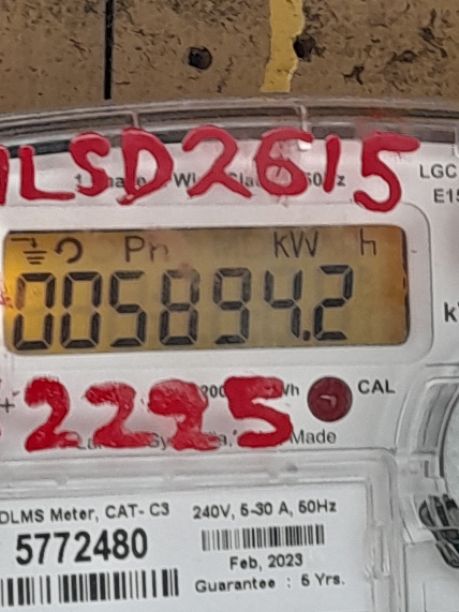 LSD2615
LGC
E15
Ph KW h
005894.2
2225
Wh CAL
Made
DLMS Meter, CAT- C3
240V, 5-30 A, 50Hz
5772480
Feb, 2023
Guarantee : 5 Yrs.